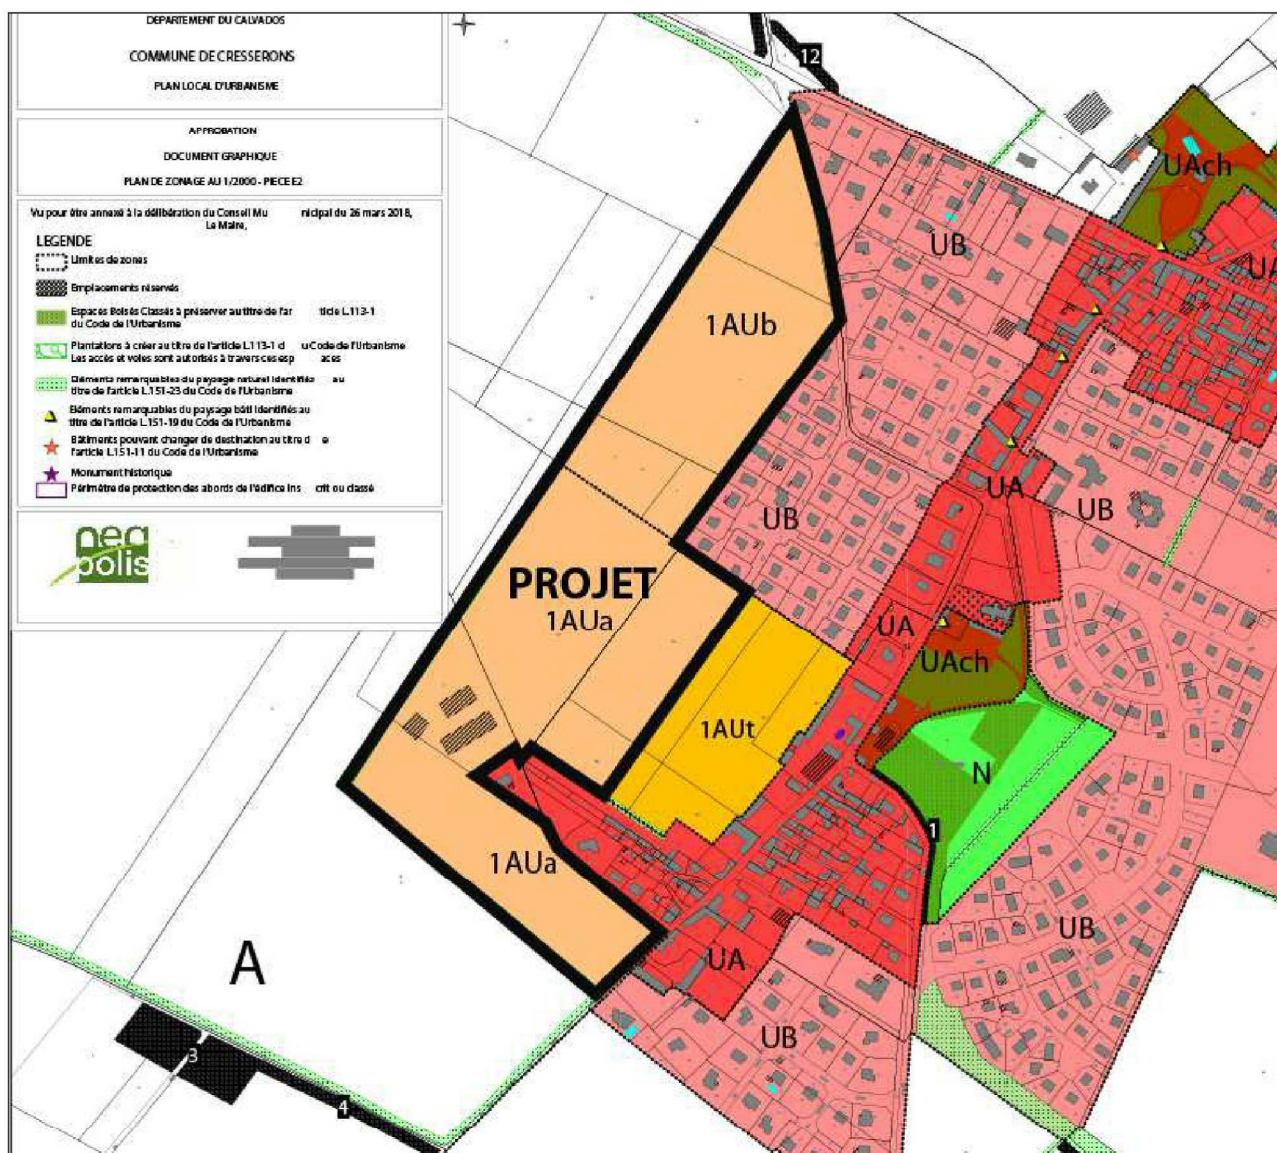 DEPARTEMENT DU CALVADOS
COMMUNE DE CRESSERONS
PLAN LOCAL D'URBANISME
APPROBATION
DOCUMENT GRAPHIQUE
PLAN DE ZONAGE AU 1/2000 - PIECE E2
Vu pour être annexé à la délibération du Conseil Mu nicipal du 26 mars 2018,
Le Maire,
LEGENDE
Limites de zones
Emplacements réservés
Espaces Boisés Classés à préserver au titre de l'ar ticle L.113-1
du Code de l'Urbanisme
Plantations à créer au titre de l'article L.113-1 d u Code de l'Urbanisme
Les accès et voies sont autorisés à travers ces esp aces
Eléments remarquables du paysage naturel identifiés au
titre de l'article L.151-23 du Code de l'Urbanisme
Eléments remarquables du paysage bâti identifiés au
titre de l'article L.151-19 du Code de l'Urbanisme
Bâtiments pouvant changer de destination au titre d e
l'article L.151-11 du Code de l'Urbanisme
Monument historique
Périmètre de protection des abords de l'édifice ins crit ou classé
nea
polis
12
UAch
UB
UA
1AUb
UA
UB
UB
PROJET
1AUa
UA
UAch
1AUt
N
1
1AUa
UB
A
UA
UB
3
4